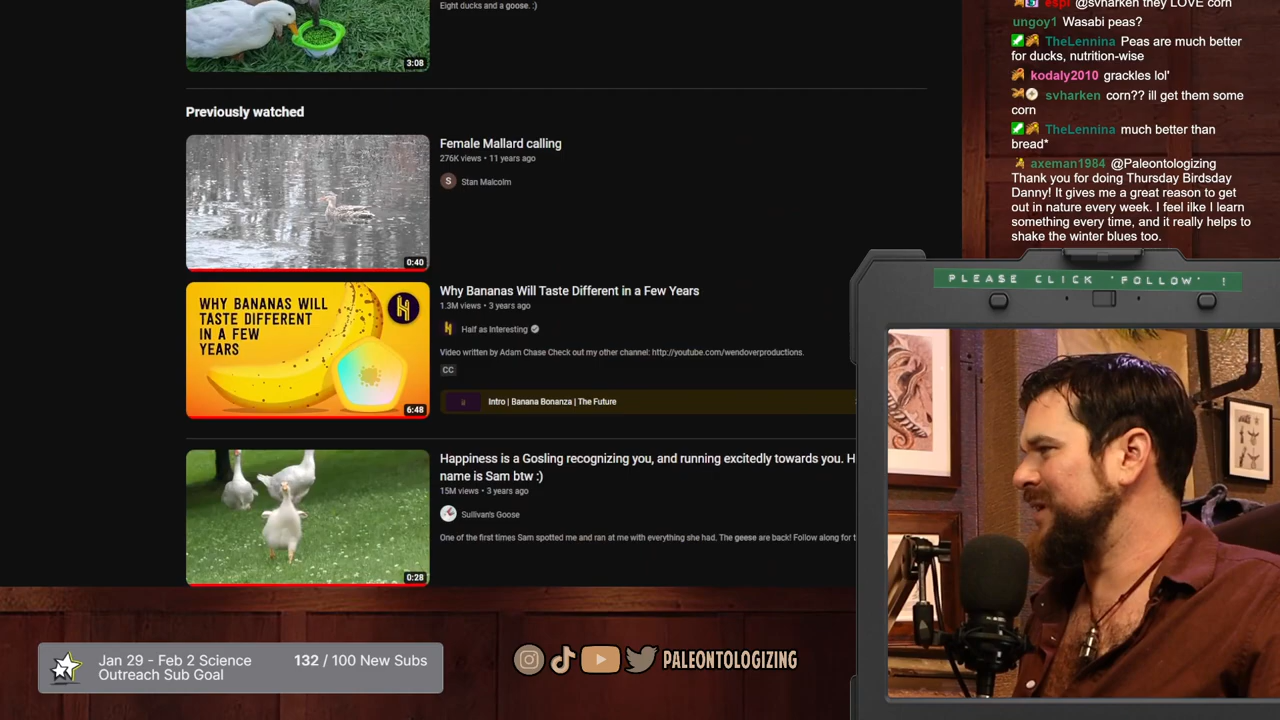 Eight ducks and a goose. :)
3:08
Previously watched
Female Mallard calling
276K views • 11 years ago
S Stan Malcolm
0:40
WHY BANANAS WILL
TASTE DIFFERENT
IN A FEW
YEARS
6:48
Why Bananas Will Taste Different in a Few Years
1.3M views • 3 years ago
Half as Interesting
Video written by Adam Chase Check out my other channel: http://youtube.com/wendoverproductions.
CC
Intro | Banana Bonanza | The Future
0:28
Happiness is a Gosling recognizing you, and running excitedly towards you. H
name is Sam btw :)
15M views • 3 years ago
Sullivan's Goose
One of the first times Sam spotted me and ran at me with everything she had. The geese are back! Follow along for t
espi @svharken they LOVE corn
ungoy1 Wasabi peas?
TheLennina Peas are much better
for ducks, nutrition-wise
kodaly2010 grackles lol'
svharken corn?? ill get them some
corn
TheLennina much better than
bread*
axeman1984 @Paleontologizing
Thank you for doing Thursday Birdsday
Danny! It gives me a great reason to get
out in nature every week. I feel ilke I learn
something every time, and it really helps to
shake the winter blues too.
PLEASE CLICK 'FOLLOW' !
Jan 29 - Feb 2 Science
Outreach Sub Goal
132 / 100 New Subs
PALEONTOLOGIZING